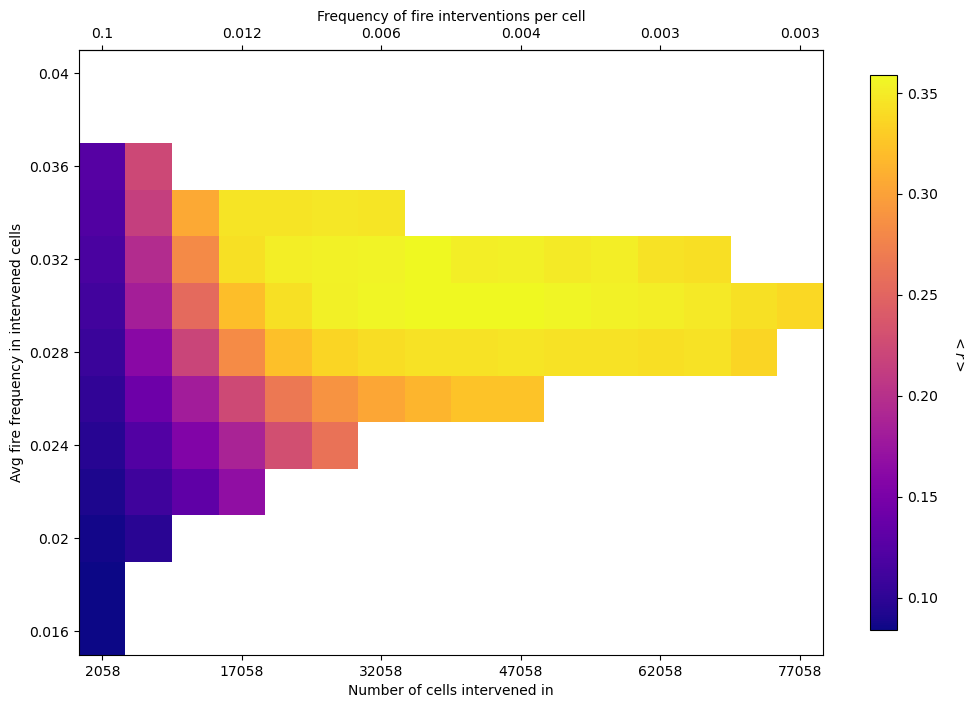 Frequency of fire interventions per cell
0.1 0.012 0.006 0.004 0.003 0.003
Avg fire frequency in intervened cells
0.04
0.036
0.032
0.028
0.024
0.02
0.016
2058 17058 32058 47058 62058 77058
Number of cells intervened in
0.35
0.30
0.25
0.20
0.15
0.10
< r >